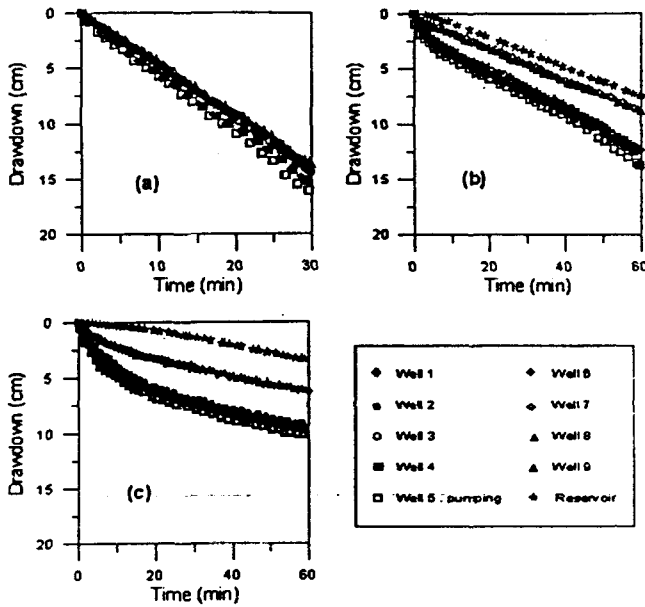 0
5
10
15
20
Drawdown (cm)
0 10 20 30
Time (min)
(a)
0
5
10
15
20
Drawdown (cm)
0 20 40 60
Time (min)
(b)
0
5
10
15
20
Drawdown (cm)
0 20 40 60
Time (min)
(c)
Well 1
Well 2
Well 3
Well 4
Well 5 : pumping
Well 6
Well 7
Well 8
Well 9
Reservoir